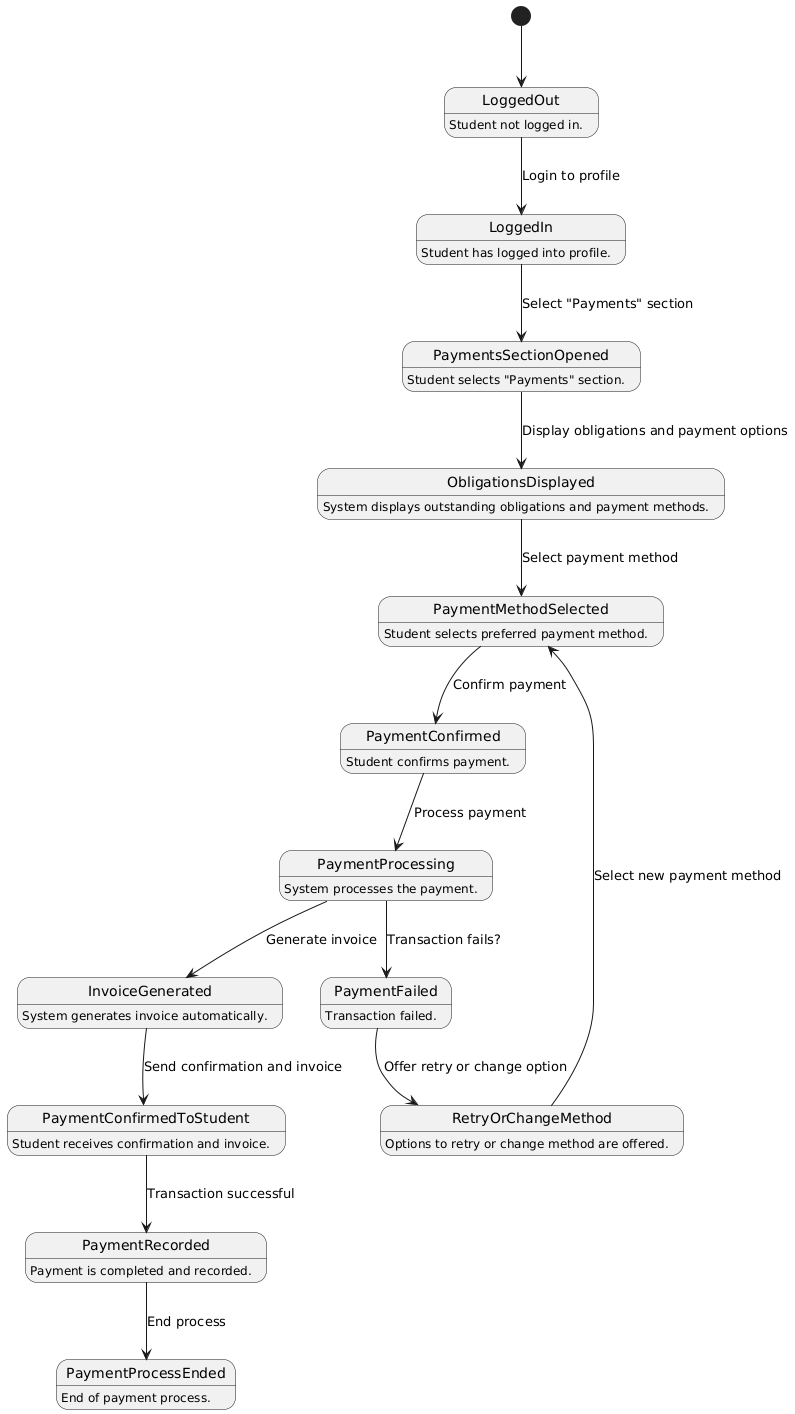 LoggedOut
Student not logged in.
Login to profile
LoggedIn
Student has logged into profile.
Select "Payments" section
PaymentsSectionOpened
Student selects "Payments" section.
Display obligations and payment options
ObligationsDisplayed
System displays outstanding obligations and payment methods.
Select payment method
PaymentMethodSelected
Student selects preferred payment method.
Confirm payment
PaymentConfirmed
Student confirms payment.
Process payment
PaymentProcessing
System processes the payment.
Select new payment method
Generate invoice
Transaction fails?
InvoiceGenerated
System generates invoice automatically.
PaymentFailed
Transaction failed.
Send confirmation and invoice
Offer retry or change option
PaymentConfirmedToStudent
Student receives confirmation and invoice.
RetryOrChangeMethod
Options to retry or change method are offered.
Transaction successful
PaymentRecorded
Payment is completed and recorded.
End process
PaymentProcessEnded
End of payment process.